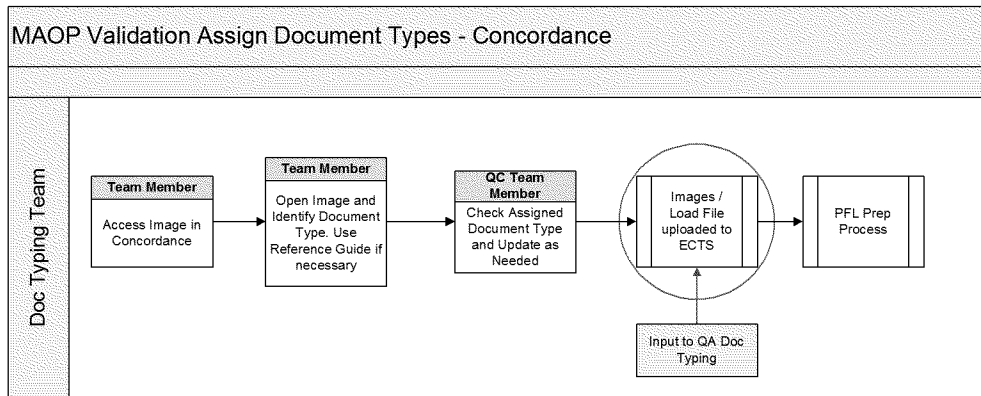 MAOP Validation Assign Document Types - Concordance
Doc Typing Team
Team Member
Access Image in
Concordance
Team Member
Open Image and
Identify Document
Type. Use
Reference Guide if
necessary
QC Team
Member
Check Assigned
Document Type
and Update as
Needed
Images /
Load File
uploaded to
ECTS
PFL Prep
Process
Input to QA Doc
Typing